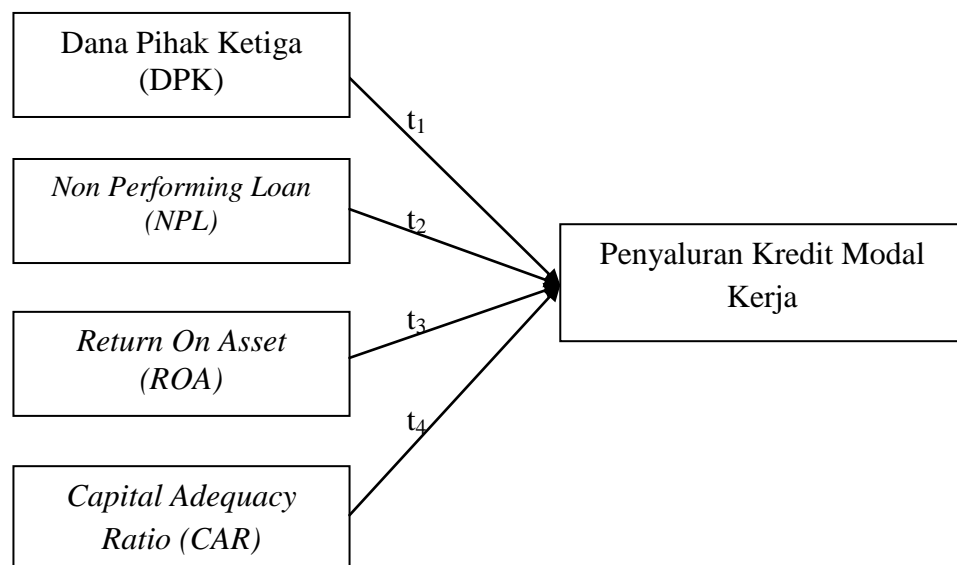 Dana Pihak Ketiga
(DPK)
t₁
Non Performing Loan
(NPL)
t₂
Penyaluran Kredit Modal
Kerja
Return On Asset
(ROA)
t₃
t₄
Capital Adequacy
Ratio (CAR)